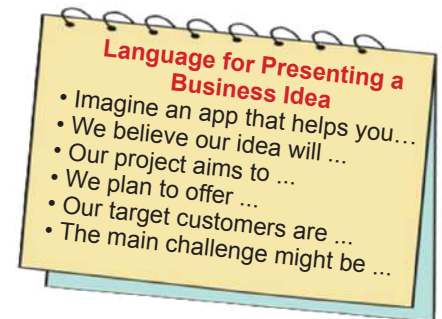 Language for Presenting a
Business Idea
• Imagine an app that helps you…
• We believe our idea will ...
• Our project aims to ...
• We plan to offer ...
• Our target customers are ...
• The main challenge might be ...